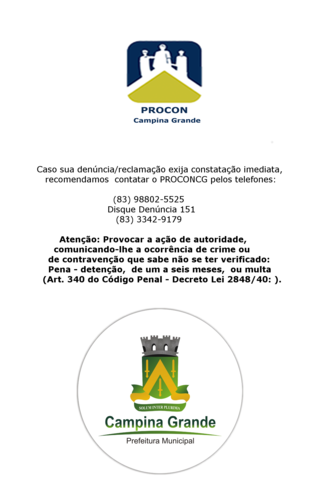 PROCON
Campina Grande
Caso sua denúncia/reclamação exija constatação imediata,
recomendamos contatar o PROCONCG pelos telefones:
(83) 98802-5525
Disque Denúncia 151
(83) 3342-9179
Atenção: Provocar a ação de autoridade,
comunicando-lhe a ocorrência de crime ou
de contravenção que sabe não se ter verificado:
Pena - detenção, de um a seis meses, ou multa
(Art. 340 do Código Penal - Decreto Lei 2848/40: ).
Campina Grande
Prefeitura Municipal